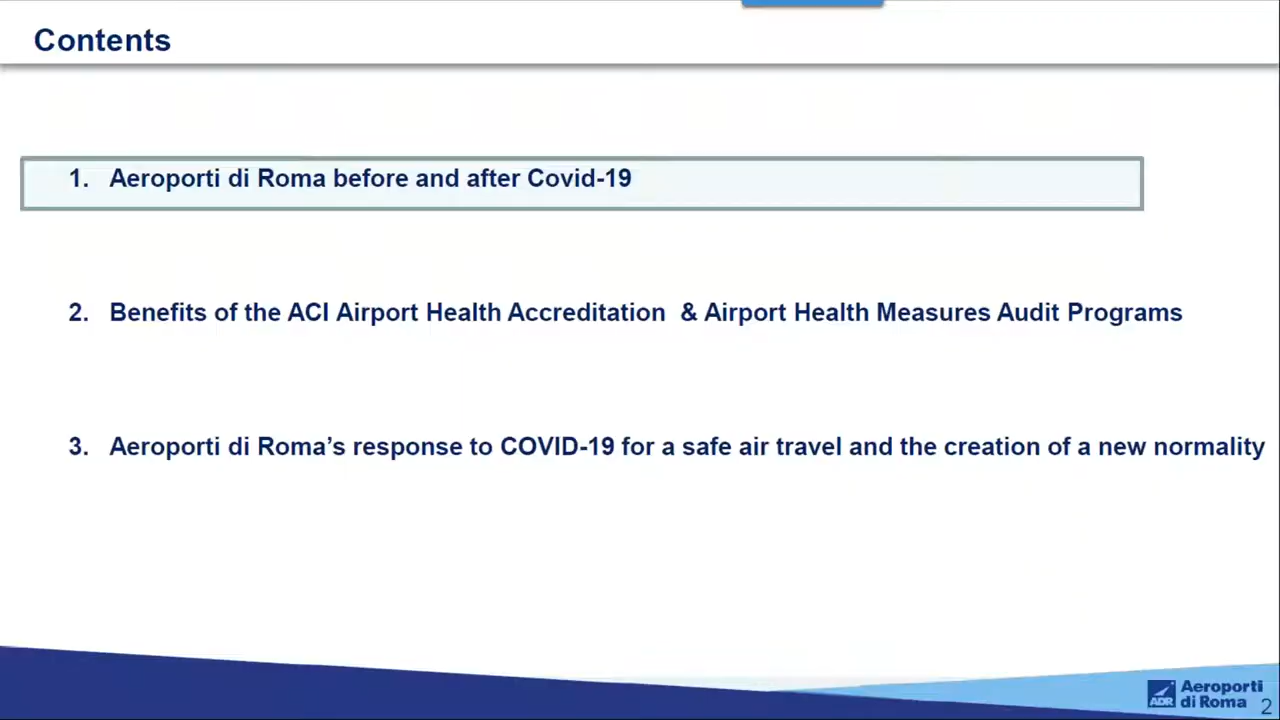 Contents
1. Aeroporti di Roma before and after Covid-19
2. Benefits of the ACI Airport Health Accreditation & Airport Health Measures Audit Programs
3. Aeroporti di Roma’s response to COVID-19 for a safe air travel and the creation of a new normality
ADR
Aeroporti
di Roma
2